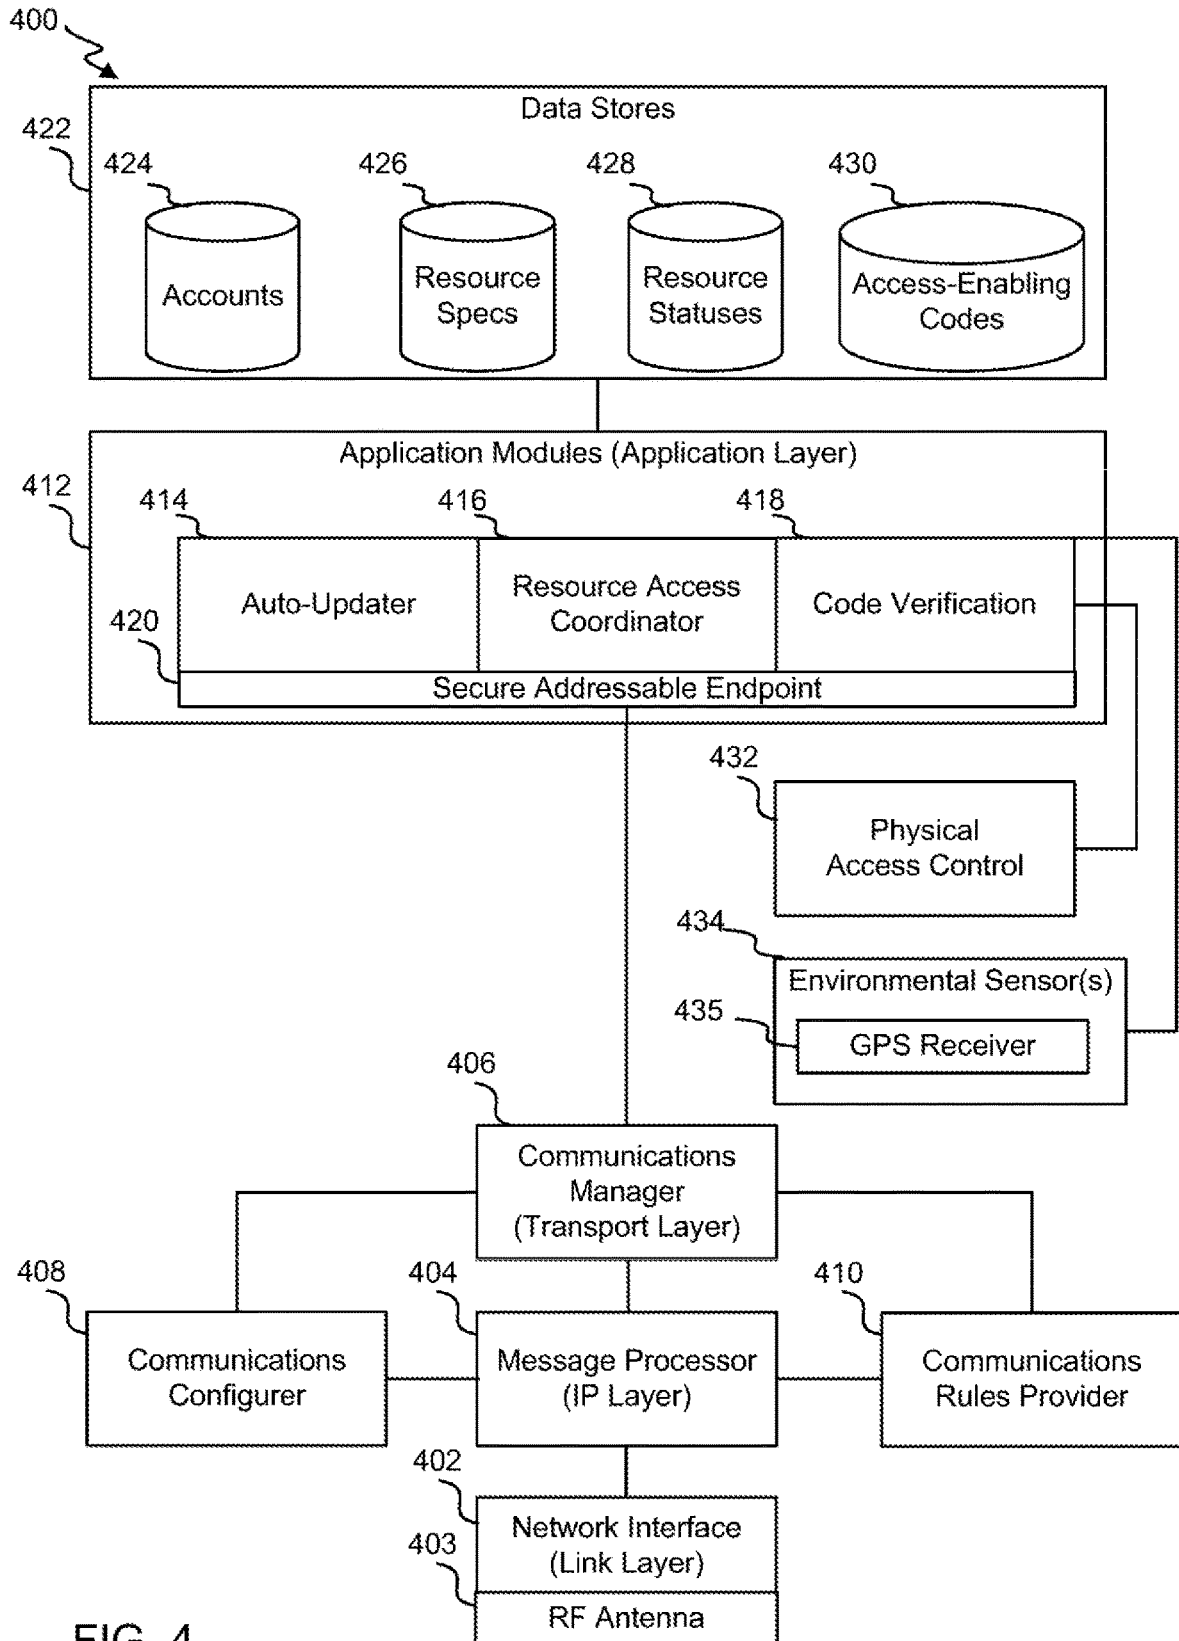 400
Data Stores
422
424
426
428
430
Accounts
Resource
Specs
Resource
Statuses
Access-Enabling
Codes
Application Modules (Application Layer)
412
414
416
418
Auto-Updater
Resource Access
Coordinator
Code Verification
420
Secure Addressable Endpoint
432
Physical
Access Control
434
Environmental Sensor(s)
435
GPS Receiver
406
Communications
Manager
(Transport Layer)
408
404
410
Communications
Configurer
Message Processor
(IP Layer)
Communications
Rules Provider
402
Network Interface
(Link Layer)
403
RF Antenna
FIG. 4